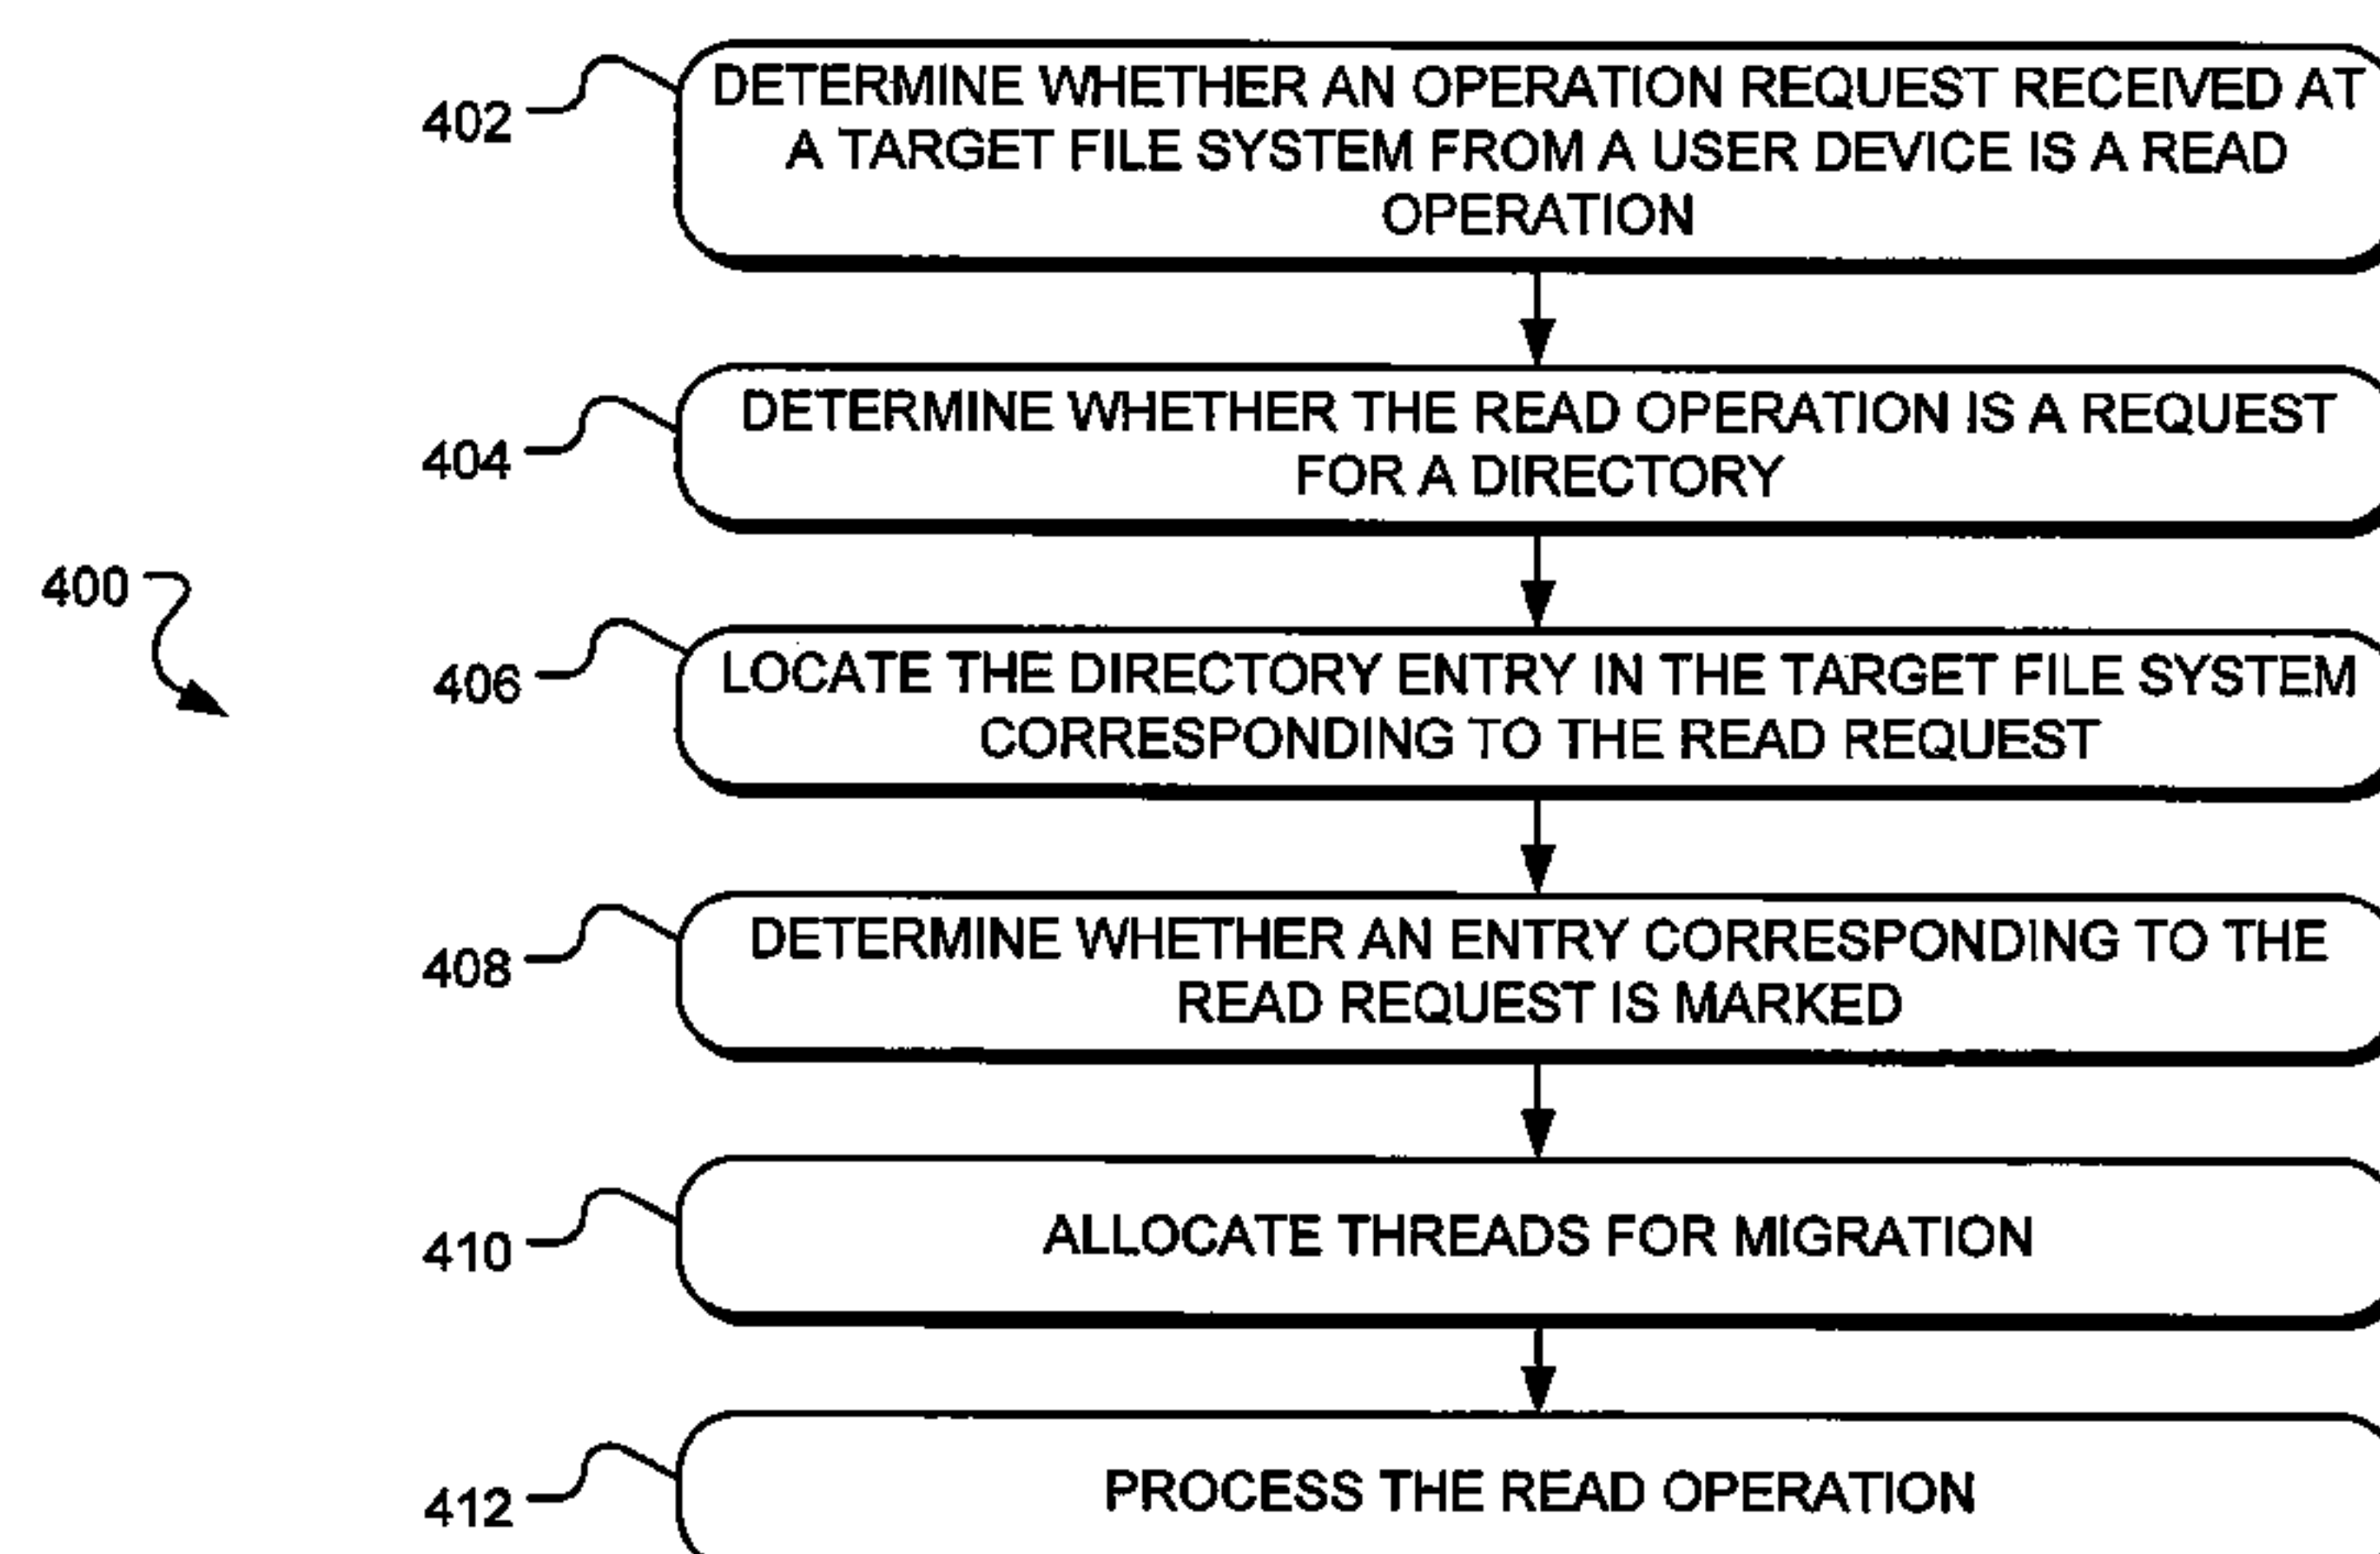 402
DETERMINE WHETHER AN OPERATION REQUEST RECEIVED AT
A TARGET FILE SYSTEM FROM A USER DEVICE IS A READ
OPERATION
404
DETERMINE WHETHER THE READ OPERATION IS A REQUEST
FOR A DIRECTORY
400
406
LOCATE THE DIRECTORY ENTRY IN THE TARGET FILE SYSTEM
CORRESPONDING TO THE READ REQUEST
408
DETERMINE WHETHER AN ENTRY CORRESPONDING TO THE
READ REQUEST IS MARKED
410
ALLOCATE THREADS FOR MIGRATION
412
PROCESS THE READ OPERATION